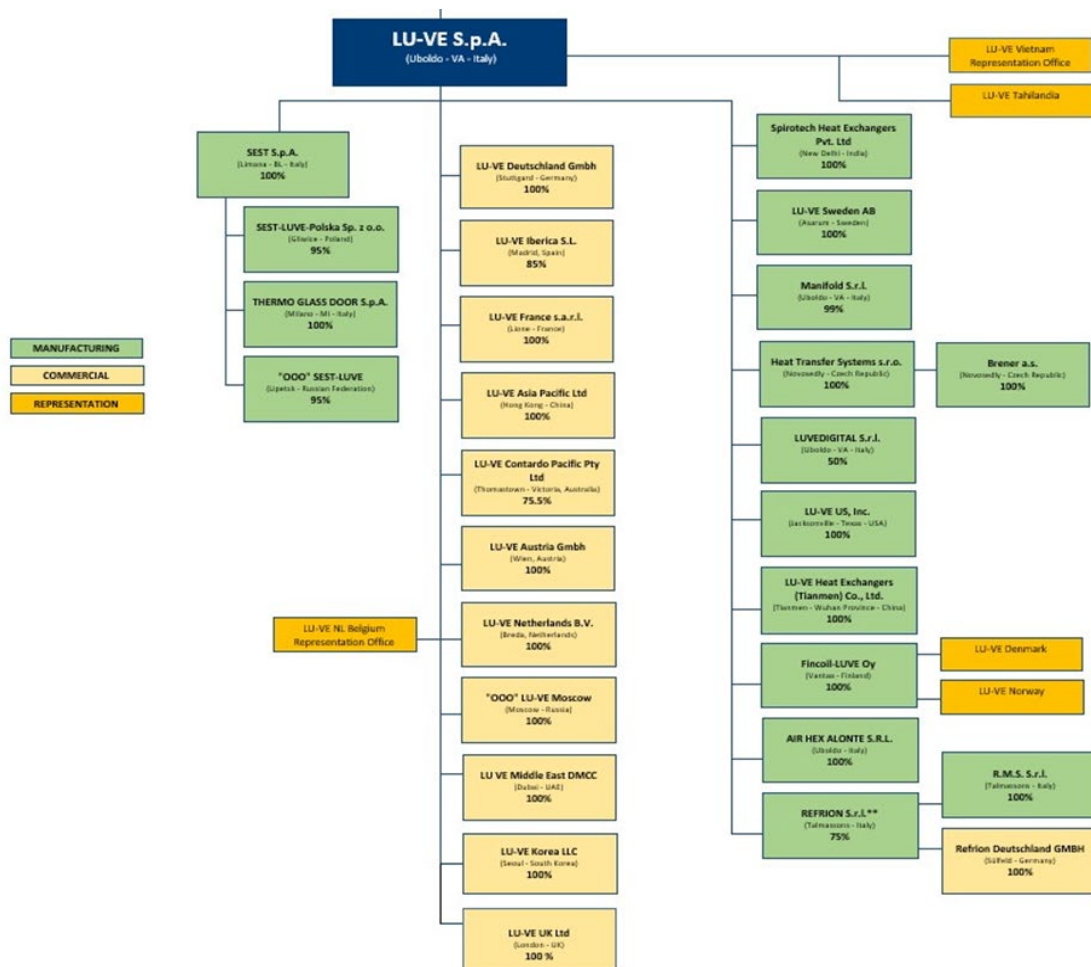 LU-VE S.p.A.
(Uboldo - VA - Italy)
LU-VE Vietnam
Representation Office
LU-VE Tahilandia
SEST S.p.A.
(Limana - BL - Italy)
100%
SEST-LUVE-Polska Sp. z o.o.
(Gliwice - Poland)
95%
THERMO GLASS DOOR S.p.A.
(Milano - MI - Italy)
100%
"OOO" SEST-LUVE
(Lipetsk - Russian Federation)
95%
MANUFACTURING
COMMERCIAL
REPRESENTATION
LU-VE Deutschland Gmbh
(Stuttgard - Germany)
100%
LU-VE Iberica S.L.
(Madrid, Spain)
85%
LU-VE France s.a.r.l.
(Lione - France)
100%
LU-VE Asia Pacific Ltd
(Hong Kong - China)
100%
LU-VE Contardo Pacific Pty
Ltd
(Thomastown - Victoria, Australia)
75.5%
LU-VE Austria Gmbh
(Wien, Austria)
100%
LU-VE NL Belgium
Representation Office
LU-VE Netherlands B.V.
(Breda, Netherlands)
100%
"OOO" LU-VE Moscow
(Moscow - Russia)
100%
LU VE Middle East DMCC
(Dubai - UAE)
100%
LU-VE Korea LLC
(Seoul - South Korea)
100%
LU-VE UK Ltd
(London - UK)
100 %
Spirotech Heat Exchangers
Pvt. Ltd
(New Delhi - India)
100%
LU-VE Sweden AB
(Asarum - Sweden)
100%
Manifold S.r.l.
(Uboldo - VA - Italy)
99%
Heat Transfer Systems s.r.o.
(Novosedly - Czech Republic)
100%
Brener a.s.
(Novosedly - Czech Republic)
100%
LUVEDIGITAL S.r.l.
(Uboldo - VA - Italy)
50%
LU-VE US, Inc.
(Jacksonville - Texas - USA)
100%
LU-VE Heat Exchangers
(Tianmen) Co., Ltd.
(Tianmen - Wuhan Province - China)
100%
Fincoil-LUVE Oy
(Vantaa - Finland)
100%
LU-VE Denmark
LU-VE Norway
AIR HEX ALONTE S.R.L.
(Uboldo - Italy)
100%
REFRION S.r.l.**
(Talmassons - Italy)
75%
R.M.S. S.r.l.
(Talmassons - Italy)
100%
Refrion Deutschland GMBH
(Sülfeld - Germany)
100%